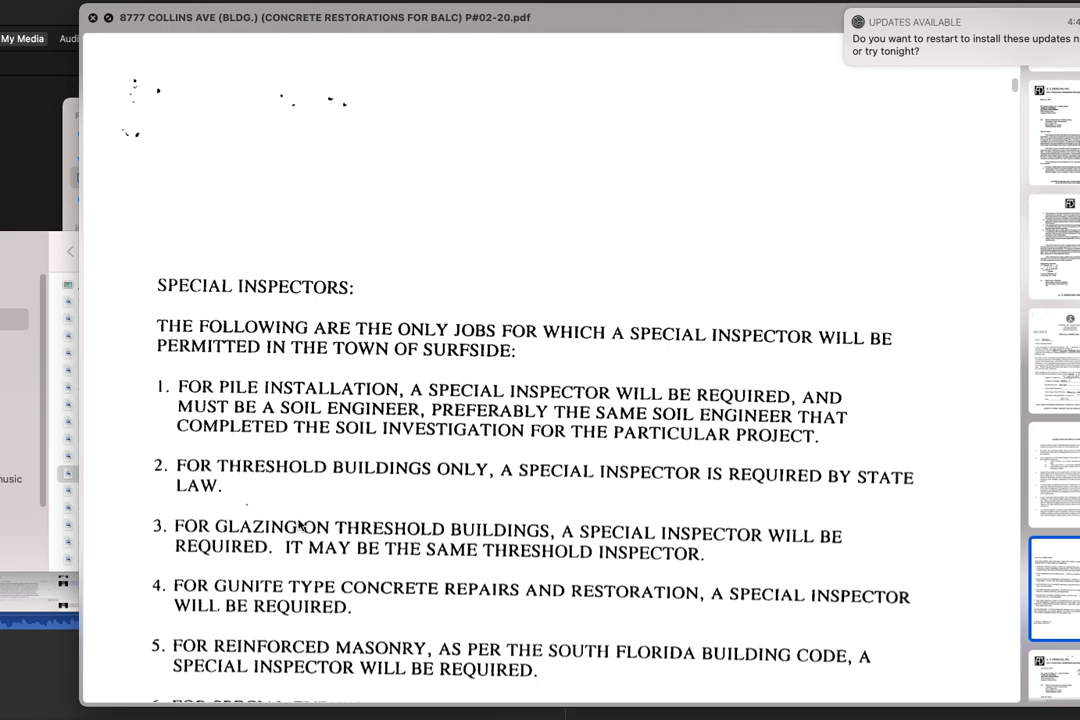 8777 COLLINS AVE (BLDG.) (CONCRETE RESTORATIONS FOR BALC) P#02-20.pdf
UPDATES AVAILABLE
Do you want to restart to install these updates n
or try tonight?
My Media
Audi
SPECIAL INSPECTORS:
THE FOLLOWING ARE THE ONLY JOBS FOR WHICH A SPECIAL INSPECTOR WILL BE
PERMITTED IN THE TOWN OF SURFSIDE:
1. FOR PILE INSTALLATION, A SPECIAL INSPECTOR WILL BE REQUIRED, AND
MUST BE A SOIL ENGINEER, PREFERABLY THE SAME SOIL ENGINEER THAT
COMPLETED THE SOIL INVESTIGATION FOR THE PARTICULAR PROJECT.
2. FOR THRESHOLD BUILDINGS ONLY, A SPECIAL INSPECTOR IS REQUIRED BY STATE
LAW.
3. FOR GLAZING ON THRESHOLD BUILDINGS, A SPECIAL INSPECTOR WILL BE
REQUIRED. IT MAY BE THE SAME THRESHOLD INSPECTOR.
4. FOR GUNITE TYPE CONCRETE REPAIRS AND RESTORATION, A SPECIAL INSPECTOR
WILL BE REQUIRED.
5. FOR REINFORCED MASONRY, AS PER THE SOUTH FLORIDA BUILDING CODE, A
SPECIAL INSPECTOR WILL BE REQUIRED.